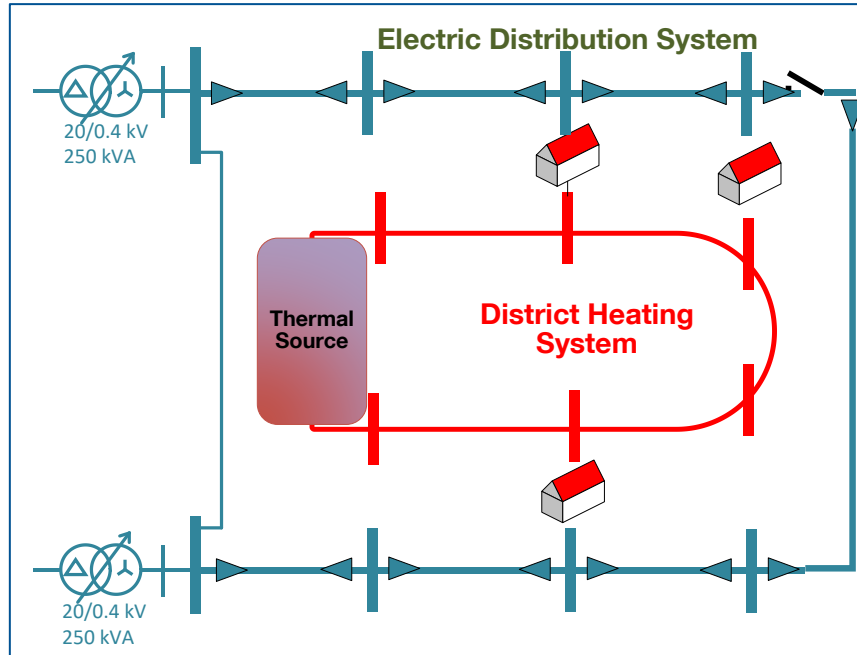 Electric Distribution System
20/0.4 kV
250 kVA
Thermal
Source
District Heating
System
20/0.4 kV
250 kVA